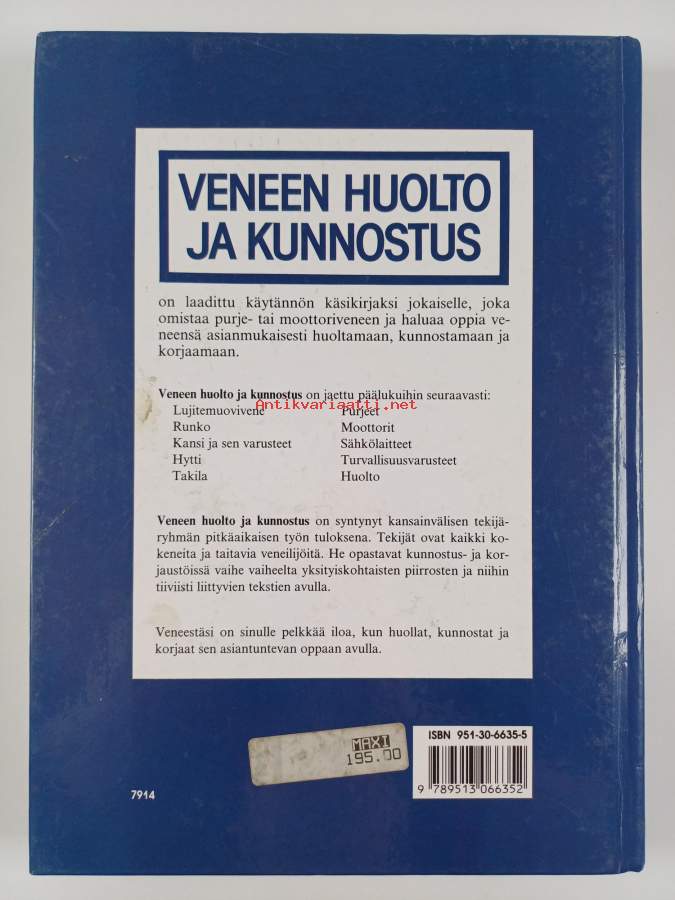 VENEEN HUOLTO
JA KUNNOSTUS
on laadittu käytännön käsikirjaksi jokaiselle, joka
omistaa purje- tai moottoriveneen ja haluaa oppia ve-
neensä asianmukaisesti huoltamaan, kunnostamaan ja
korjaamaan.
Veneen huolto ja kunnostus on jaettu päälukuihin seuraavasti:
Antikvariaatti.net
Lujitemuovivene Purjeet
Runko Moottorit
Kansi ja sen varusteet Sähkölaitteet
Hytti Turvallisuusvarusteet
Takila Huolto
Veneen huolto ja kunnostus on syntynyt kansainvälisen tekijä-
ryhmän pitkäaikaisen työn tuloksena. Tekijät ovat kaikki ko-
keneita ja taitavia veneilijöitä. He opastavat kunnostus- ja kor-
jaustöissä vaihe vaiheelta yksityiskohtaisten piirrosten ja niihin
tiiviisti liittyvien tekstien avulla.
Veneestäsi on sinulle pelkkää iloa, kun huollat, kunnostat ja
korjaat sen asiantuntevan oppaan avulla.
MAXI
195.00
ISBN 951-30-6635-5
9 789513 066352
7914